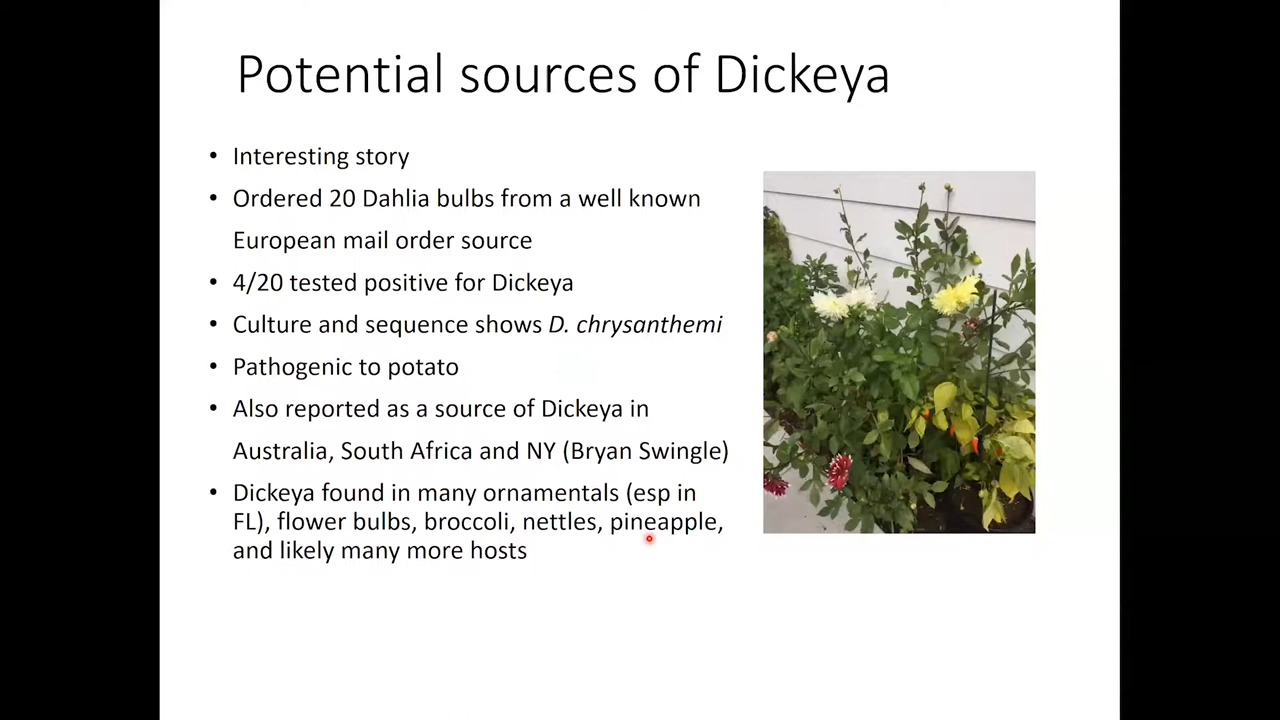 Potential sources of Dickeya
• Interesting story
• Ordered 20 Dahlia bulbs from a well known
European mail order source
• 4/20 tested positive for Dickeya
• Culture and sequence shows D. chrysanthemi
• Pathogenic to potato
• Also reported as a source of Dickeya in
Australia, South Africa and NY (Bryan Swingle)
• Dickeya found in many ornamentals (esp in
FL), flower bulbs, broccoli, nettles, pineapple,
and likely many more hosts